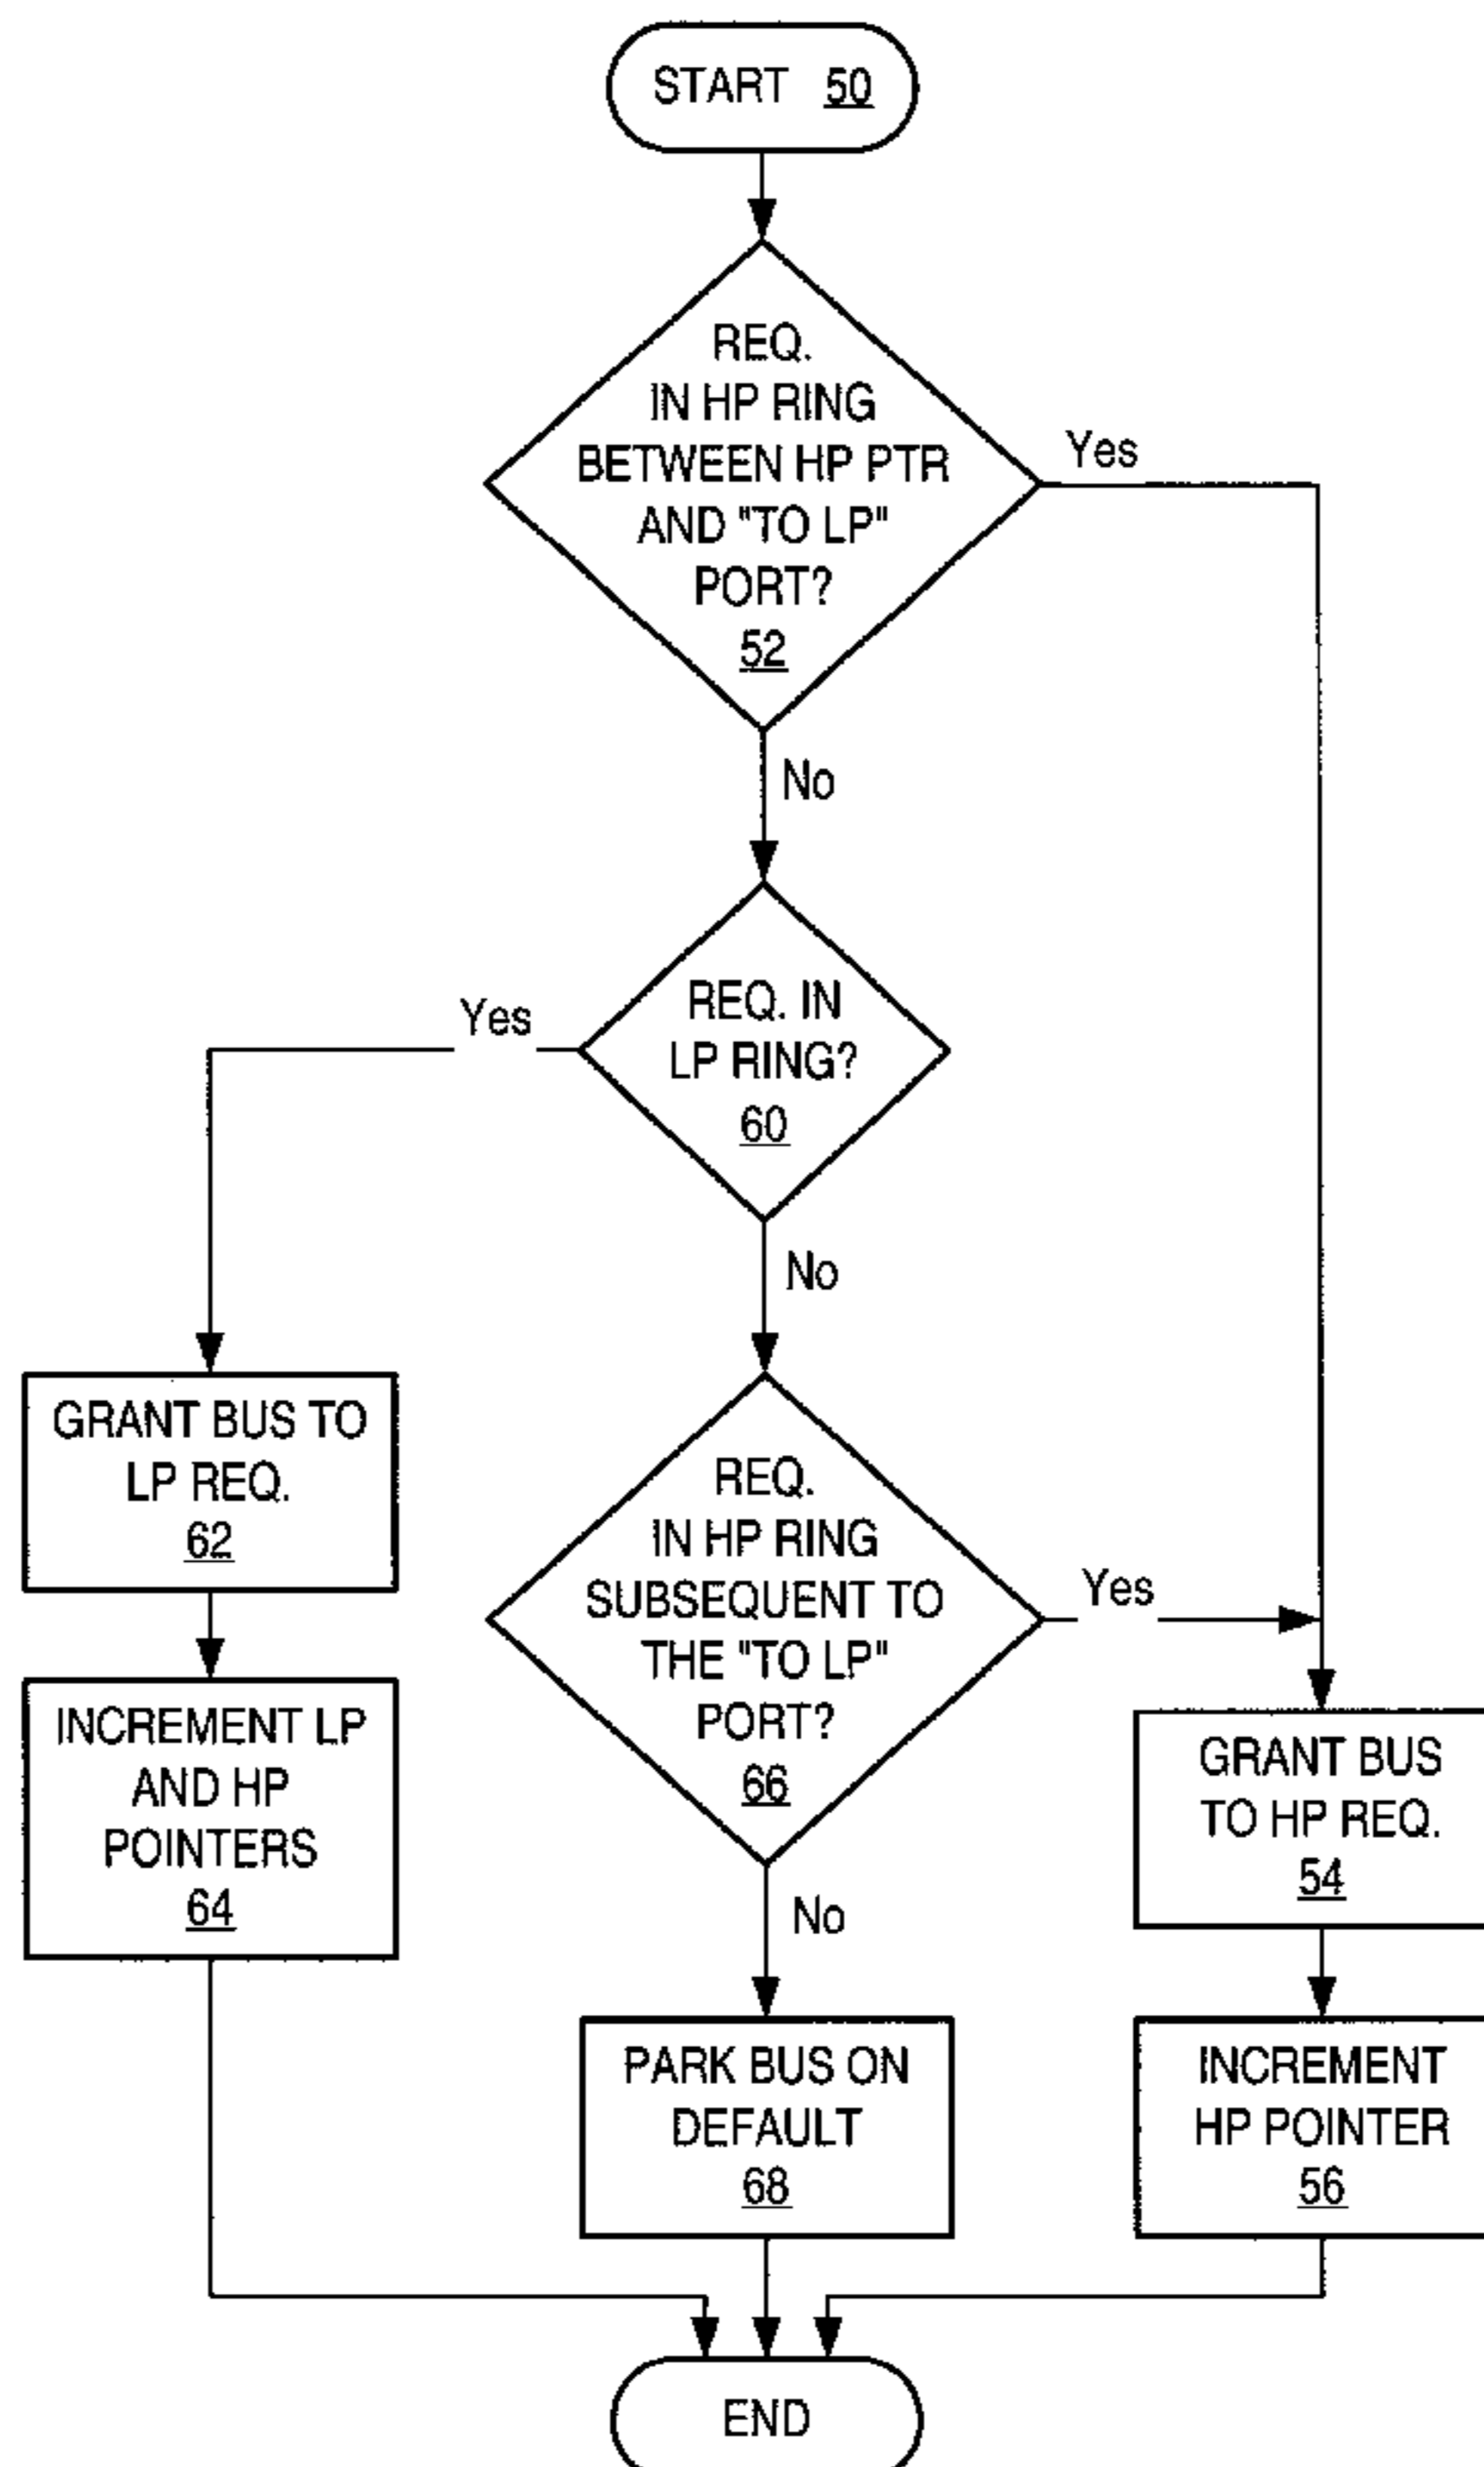 START 50
REQ.
IN HP RING
BETWEEN HP PTR
AND "TO LP"
PORT?
52
Yes
No
REQ. IN
LP RING?
60
Yes
No
GRANT BUS TO
LP REQ.
62
INCREMENT LP
AND HP
POINTERS
64
REQ.
IN HP RING
SUBSEQUENT TO
THE "TO LP"
PORT?
66
Yes
No
GRANT BUS
TO HP REQ.
54
PARK BUS ON
DEFAULT
68
INCREMENT
HP POINTER
56
END